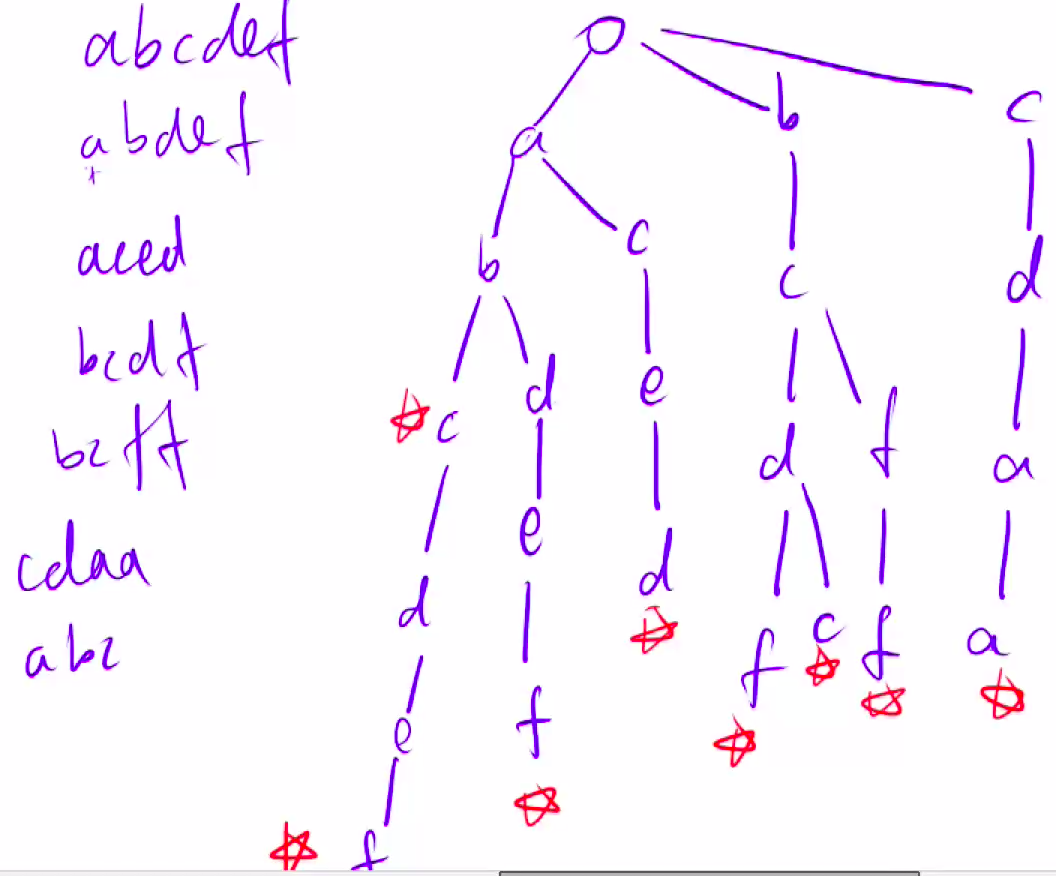 abcdef
abdef
aced
bcdf
bcff
cdaa
abc
O
a b c
b c c d
c d e d f a
d e d f c f a
e f
f